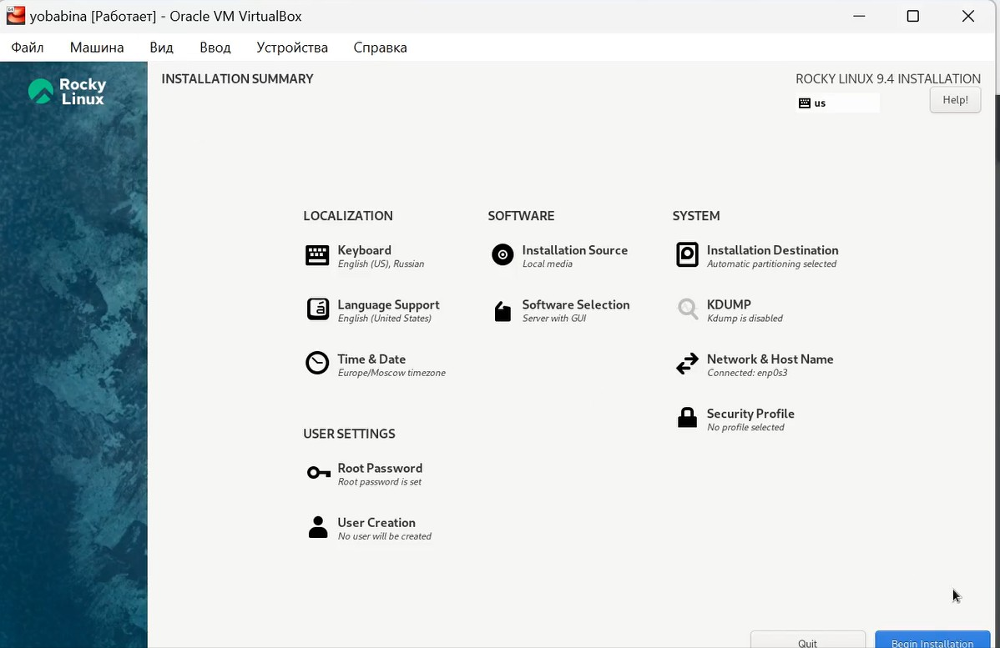 yobabina [Работает] - Oracle VM VirtualBox
Файл Машина Вид Ввод Устройства Справка
Rocky
Linux
INSTALLATION SUMMARY
ROCKY LINUX 9.4 INSTALLATION
us
Help!
LOCALIZATION
Keyboard
English (US), Russian
Language Support
English (United States)
Time & Date
Europe/Moscow timezone
SOFTWARE
Installation Source
Local media
Software Selection
Server with GUI
SYSTEM
Installation Destination
Automatic partitioning selected
KDUMP
Kdump is disabled
Network & Host Name
Connected: enp0s3
Security Profile
No profile selected
USER SETTINGS
Root Password
Root password is set
User Creation
No user will be created
Quit
Begin Installation